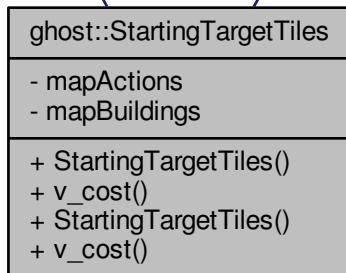 ghost::StartingTargetTiles
- mapActions
- mapBuildings
+ StartingTargetTiles()
+ v_cost()
+ StartingTargetTiles()
+ v_cost()